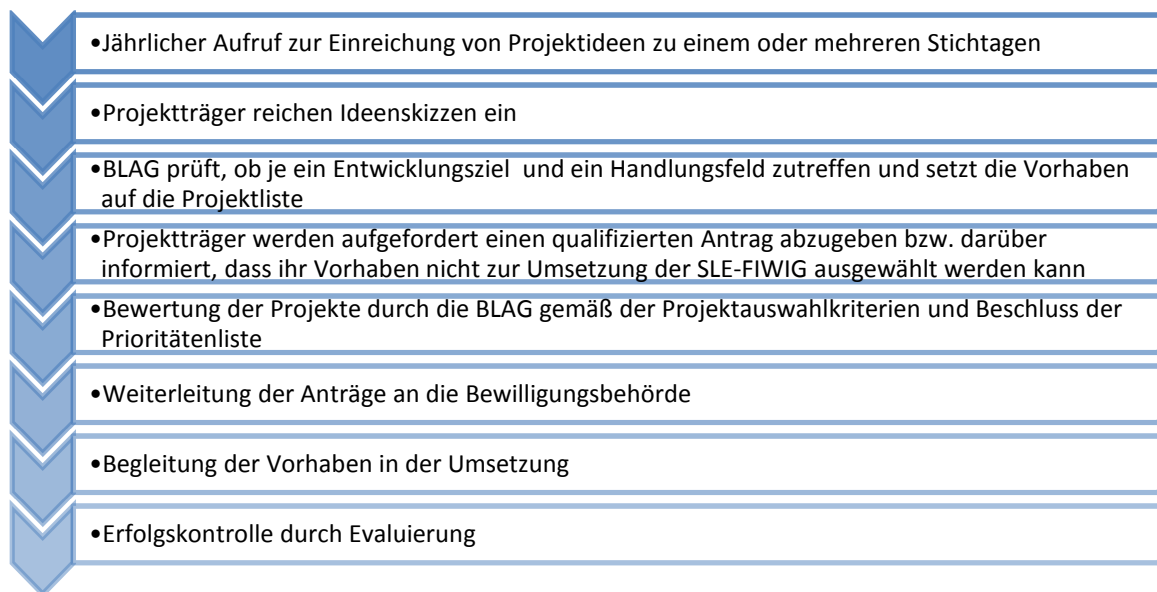 •Jährlicher Aufruf zur Einreichung von Projektideen zu einem oder mehreren Stichtagen
•Projektträger reichen Ideenskizzen ein
•BLAG prüft, ob je ein Entwicklungsziel und ein Handlungsfeld zutreffen und setzt die Vorhaben
auf die Projektliste
•Projektträger werden aufgefordert einen qualifizierten Antrag abzugeben bzw. darüber
informiert, dass ihr Vorhaben nicht zur Umsetzung der SLE-FIWIG ausgewählt werden kann
•Bewertung der Projekte durch die BLAG gemäß der Projektauswahlkriterien und Beschluss der
Prioritätenliste
•Weiterleitung der Anträge an die Bewilligungsbehörde
•Begleitung der Vorhaben in der Umsetzung
•Erfolgskontrolle durch Evaluierung